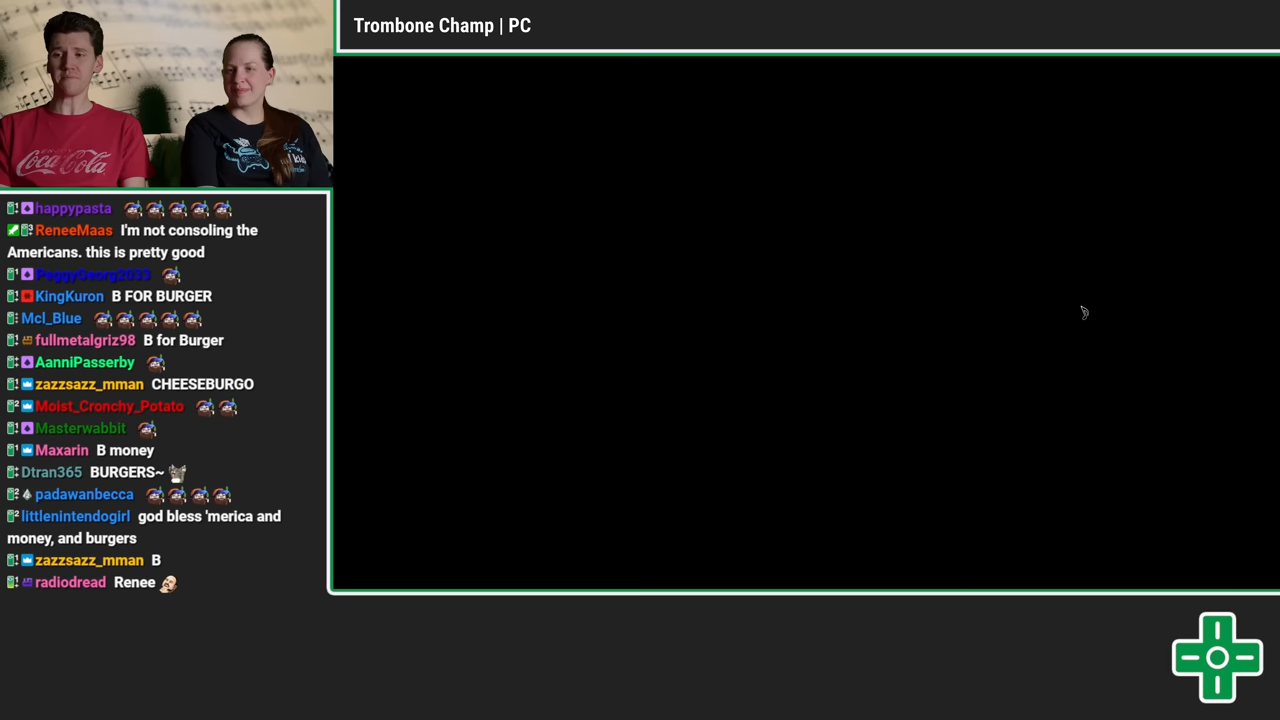 Trombone Champ | PC
ENJOY
Coca-Cola
happypasta
ReneeMaas I'm not consoling the
Americans. this is pretty good
PeggyGeorg2033
KingKuron B FOR BURGER
Mcl_Blue
fullmetalgriz98 B for Burger
AanniPasserby
zazzsazz_mman CHEESEBURGO
Moist_Cronchy_Potato
Masterwabbit
Maxarin B money
Dtran365 BURGERS~
padawanbecca
littlenintendogirl god bless 'merica and
money, and burgers
zazzsazz_mman B
radiodread Renee